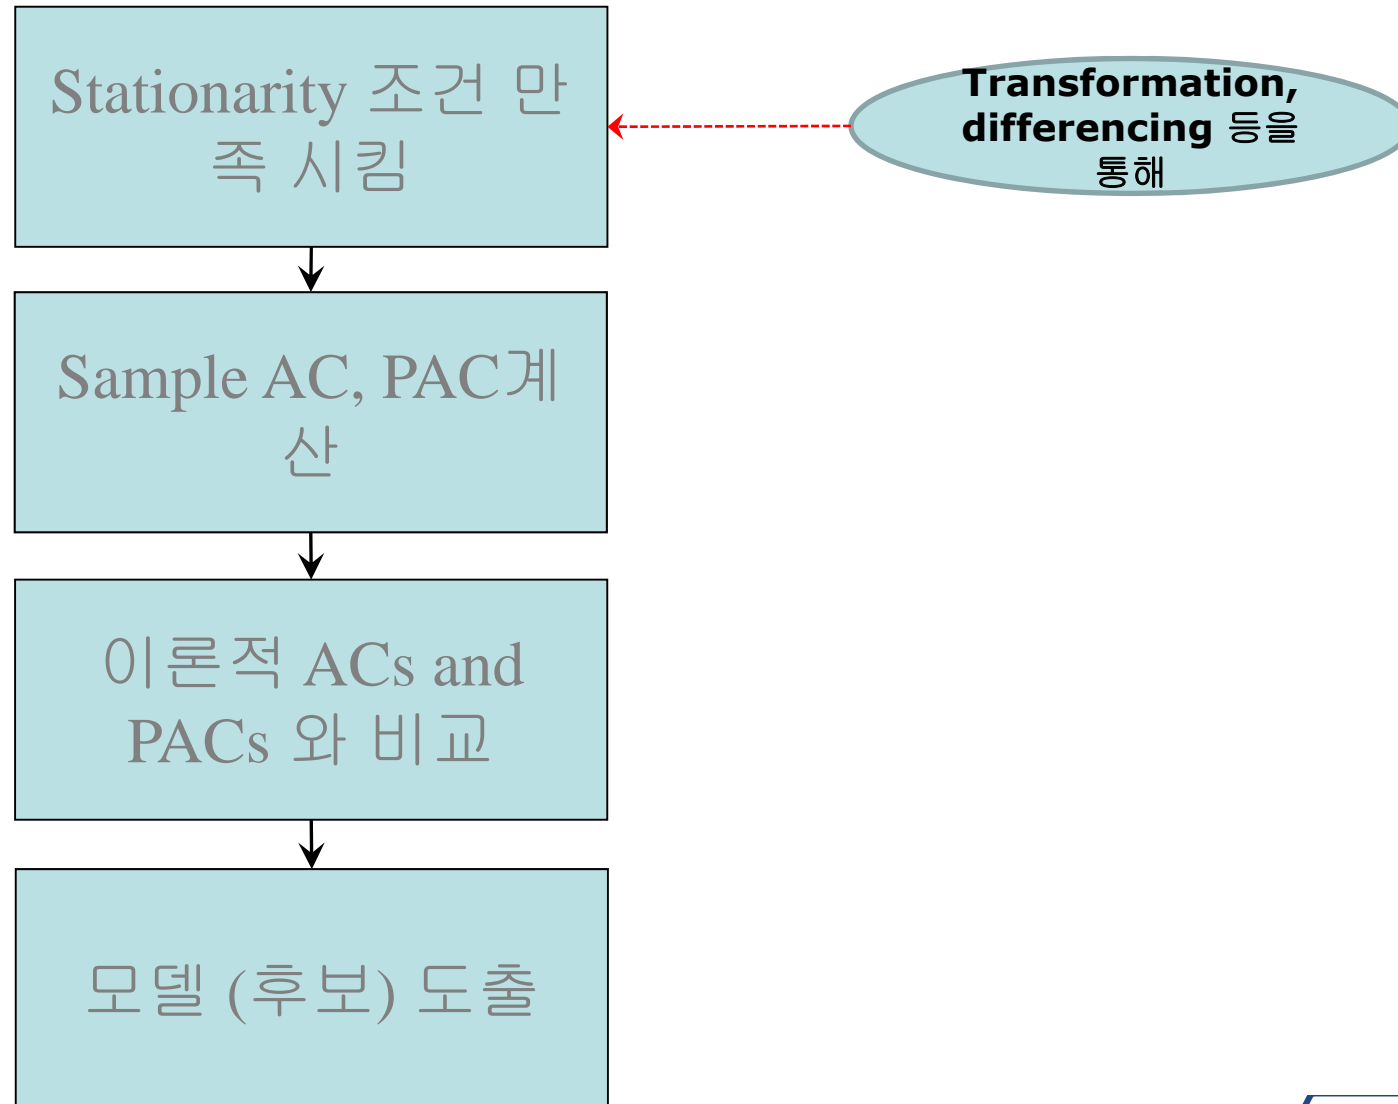 Stationarity 조건 만
족 시킴
Transformation,
differencing 등을
통해
Sample AC, PAC계
산
이론적 ACs and
PACs 와 비교
모델 (후보) 도출